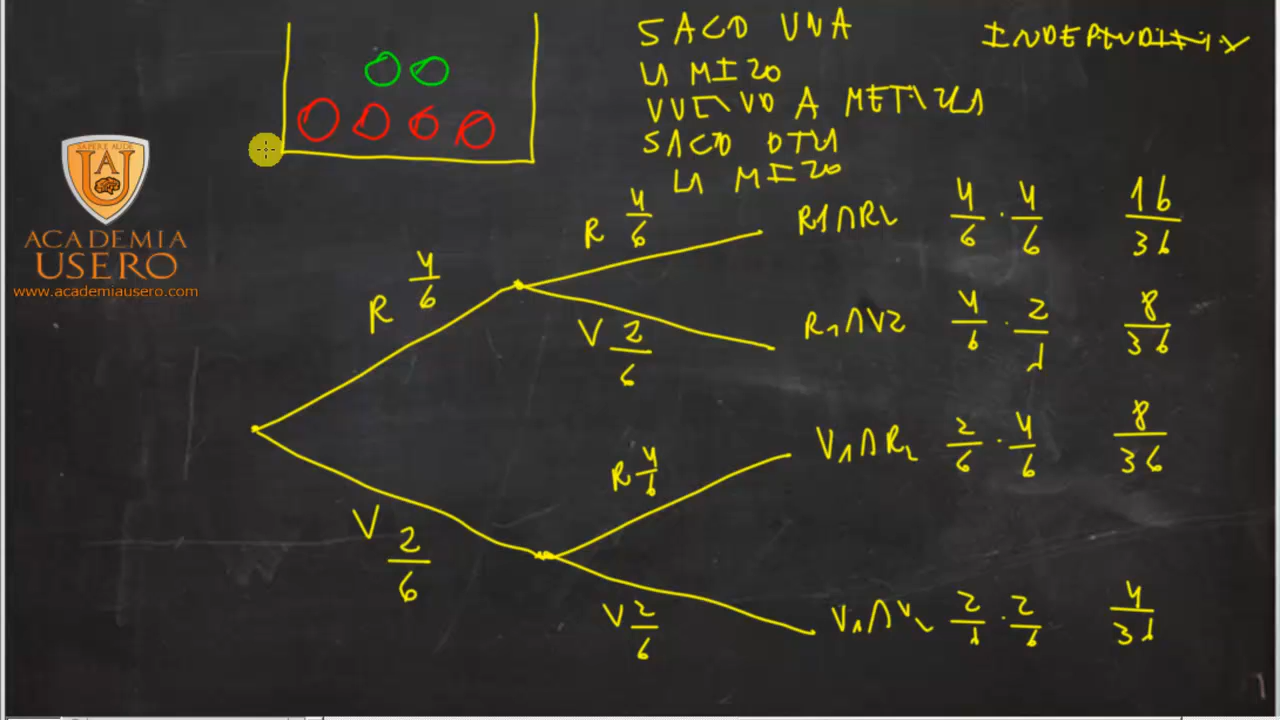 SACO UNA
LA MIRO
VUELVO A METERLA
SACO OTRA
LA MIRO
INDEPENDIENTES
SAPERE AUDE
UA
ACADEMIA
USERO
www.academiausero.com
R 4/6
R 4/6
R1∩R2 4/6 · 4/6 16/36
V 2/6
R1∩V2 4/6 · 2/6 8/36
V 2/6
R 4/6
V1∩R2 2/6 · 4/6 8/36
V 2/6
V1∩V2 2/6 · 2/6 4/36